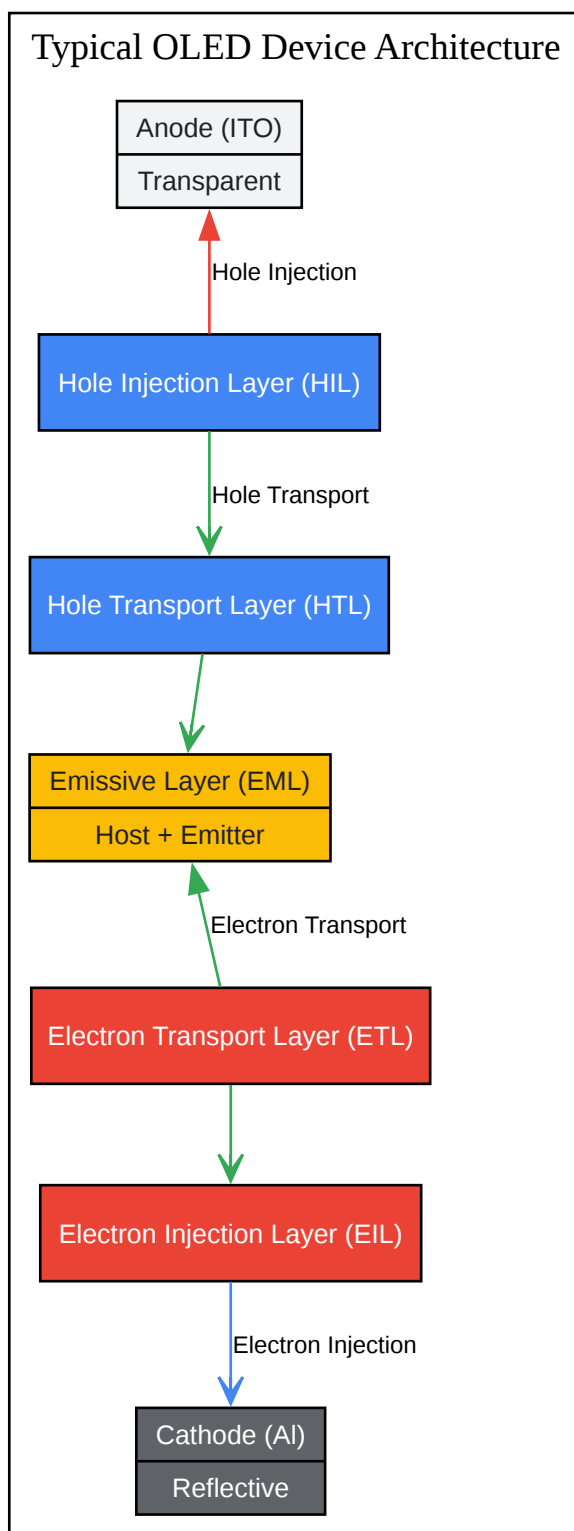 Typical OLED Device Architecture
Anode (ITO)
Transparent
Hole Injection
Hole Injection Layer (HIL)
Hole Transport
Hole Transport Layer (HTL)
Emissive Layer (EML)
Host + Emitter
Electron Transport
Electron Transport Layer (ETL)
Electron Injection Layer (EIL)
Electron Injection
Cathode (Al)
Reflective